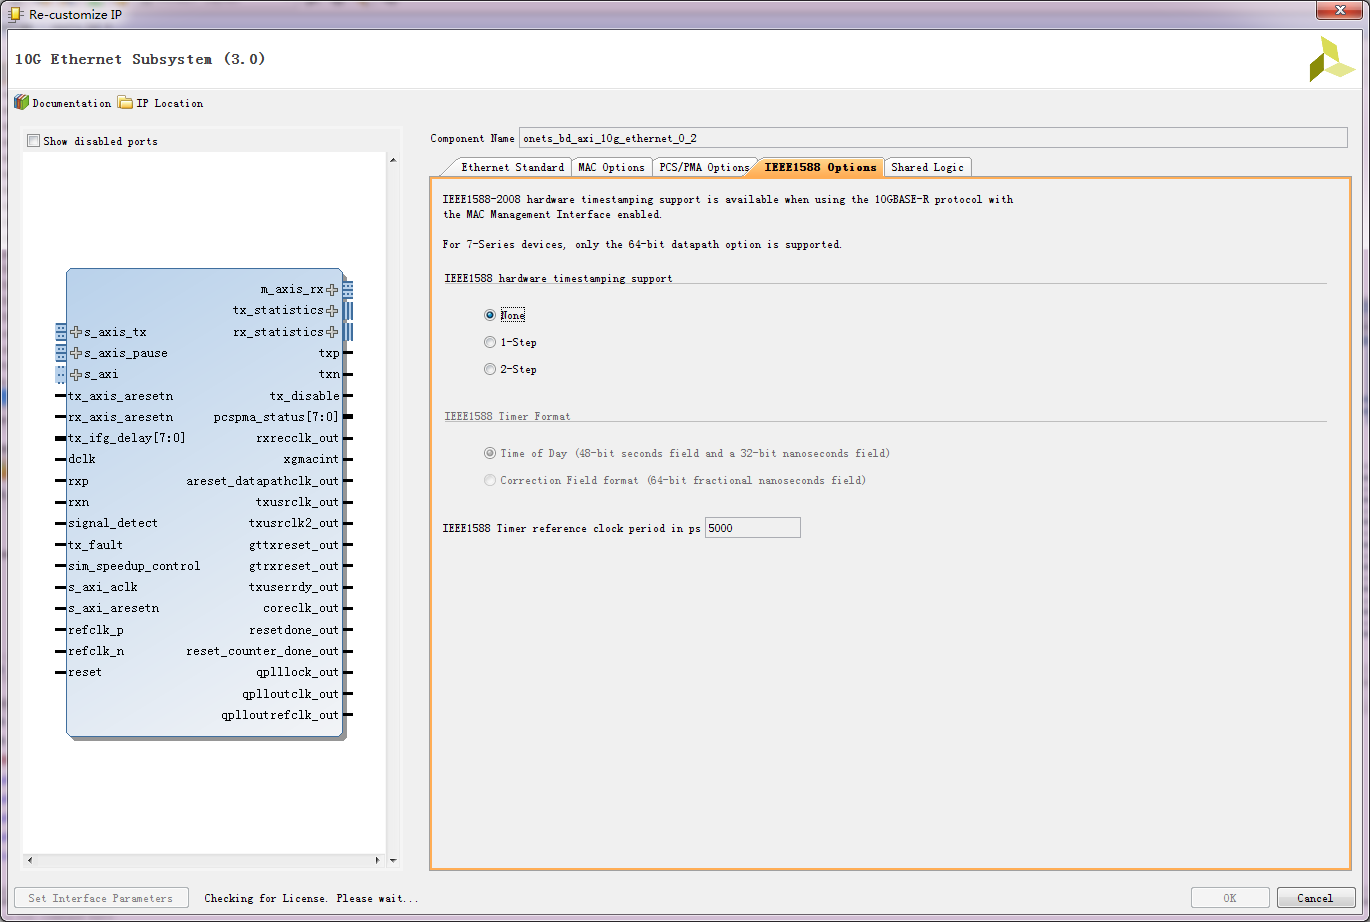 Re-customize IP
10G Ethernet Subsystem (3.0)
Documentation
IP Location
Show disabled ports
m_axis_rx
tx_statistics
s_axis_tx
rx_statistics
s_axis_pause
txp
s_axi
txn
tx_axis_aresetn
tx_disable
rx_axis_aresetn
pcspma_status[7:0]
tx_ifg_delay[7:0]
rxrecclk_out
dclk
xgmacint
rxp
areset_datapathclk_out
rxn
txusrclk_out
signal_detect
txusrclk2_out
tx_fault
gttxreset_out
sim_speedup_control
gtrxreset_out
s_axi_aclk
txuserrdy_out
s_axi_aresetn
coreclk_out
refclk_p
resetdone_out
refclk_n
reset_counter_done_out
reset
qplllock_out
qplloutclk_out
qplloutrefclk_out
Component Name onets_bd_axi_10g_ethernet_0_2
Ethernet Standard
MAC Options
PCS/PMA Options
IEEE1588 Options
Shared Logic
IEEE1588-2008 hardware timestamping support is available when using the 10GBASE-R protocol with
the MAC Management Interface enabled.
For 7-Series devices, only the 64-bit datapath option is supported.
IEEE1588 hardware timestamping support
None
1-Step
2-Step
IEEE1588 Timer Format
Time of Day (48-bit seconds field and a 32-bit nanoseconds field)
Correction Field format (64-bit fractional nanoseconds field)
IEEE1588 Timer reference clock period in ps 5000
Set Interface Parameters
Checking for License. Please wait...
OK
Cancel